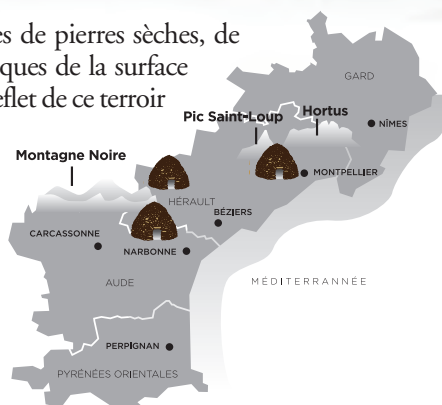 es de pierres sèches, de
ques de la surface
eflet de ce terroir
GARD
Pic Saint-Loup
Hortus
NÎMES
Montagne Noire
MONTPELLIER
HÉRAULT
BÉZIERS
CARCASSONNE
NARBONNE
AUDE
MÉDITERRANNÉE
PERPIGNAN
PYRÉNÉES ORIENTALES